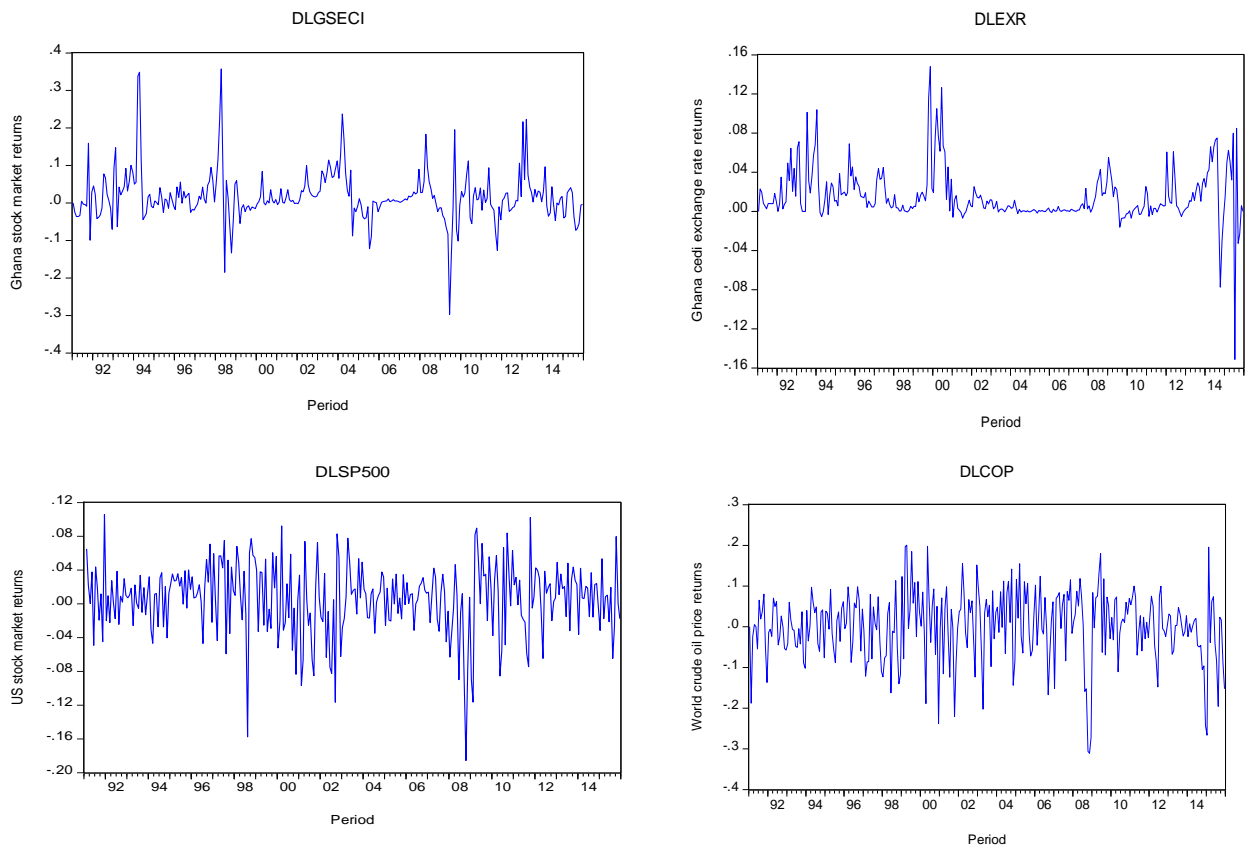 DLGSECI
Ghana stock market returns
.4
.3
.2
.1
.0
-.1
-.2
-.3
-.4
92 94 96 98 00 02 04 06 08 10 12 14
Period
DLEXR
Ghana cedi exchange rate returns
.16
.12
.08
.04
.00
-.04
-.08
-.12
-.16
92 94 96 98 00 02 04 06 08 10 12 14
Period
DLSP500
US stock market returns
.12
.08
.04
.00
-.04
-.08
-.12
-.16
-.20
92 94 96 98 00 02 04 06 08 10 12 14
Period
DLCOP
World crude oil price returns
.3
.2
.1
.0
-.1
-.2
-.3
-.4
92 94 96 98 00 02 04 06 08 10 12 14
Period